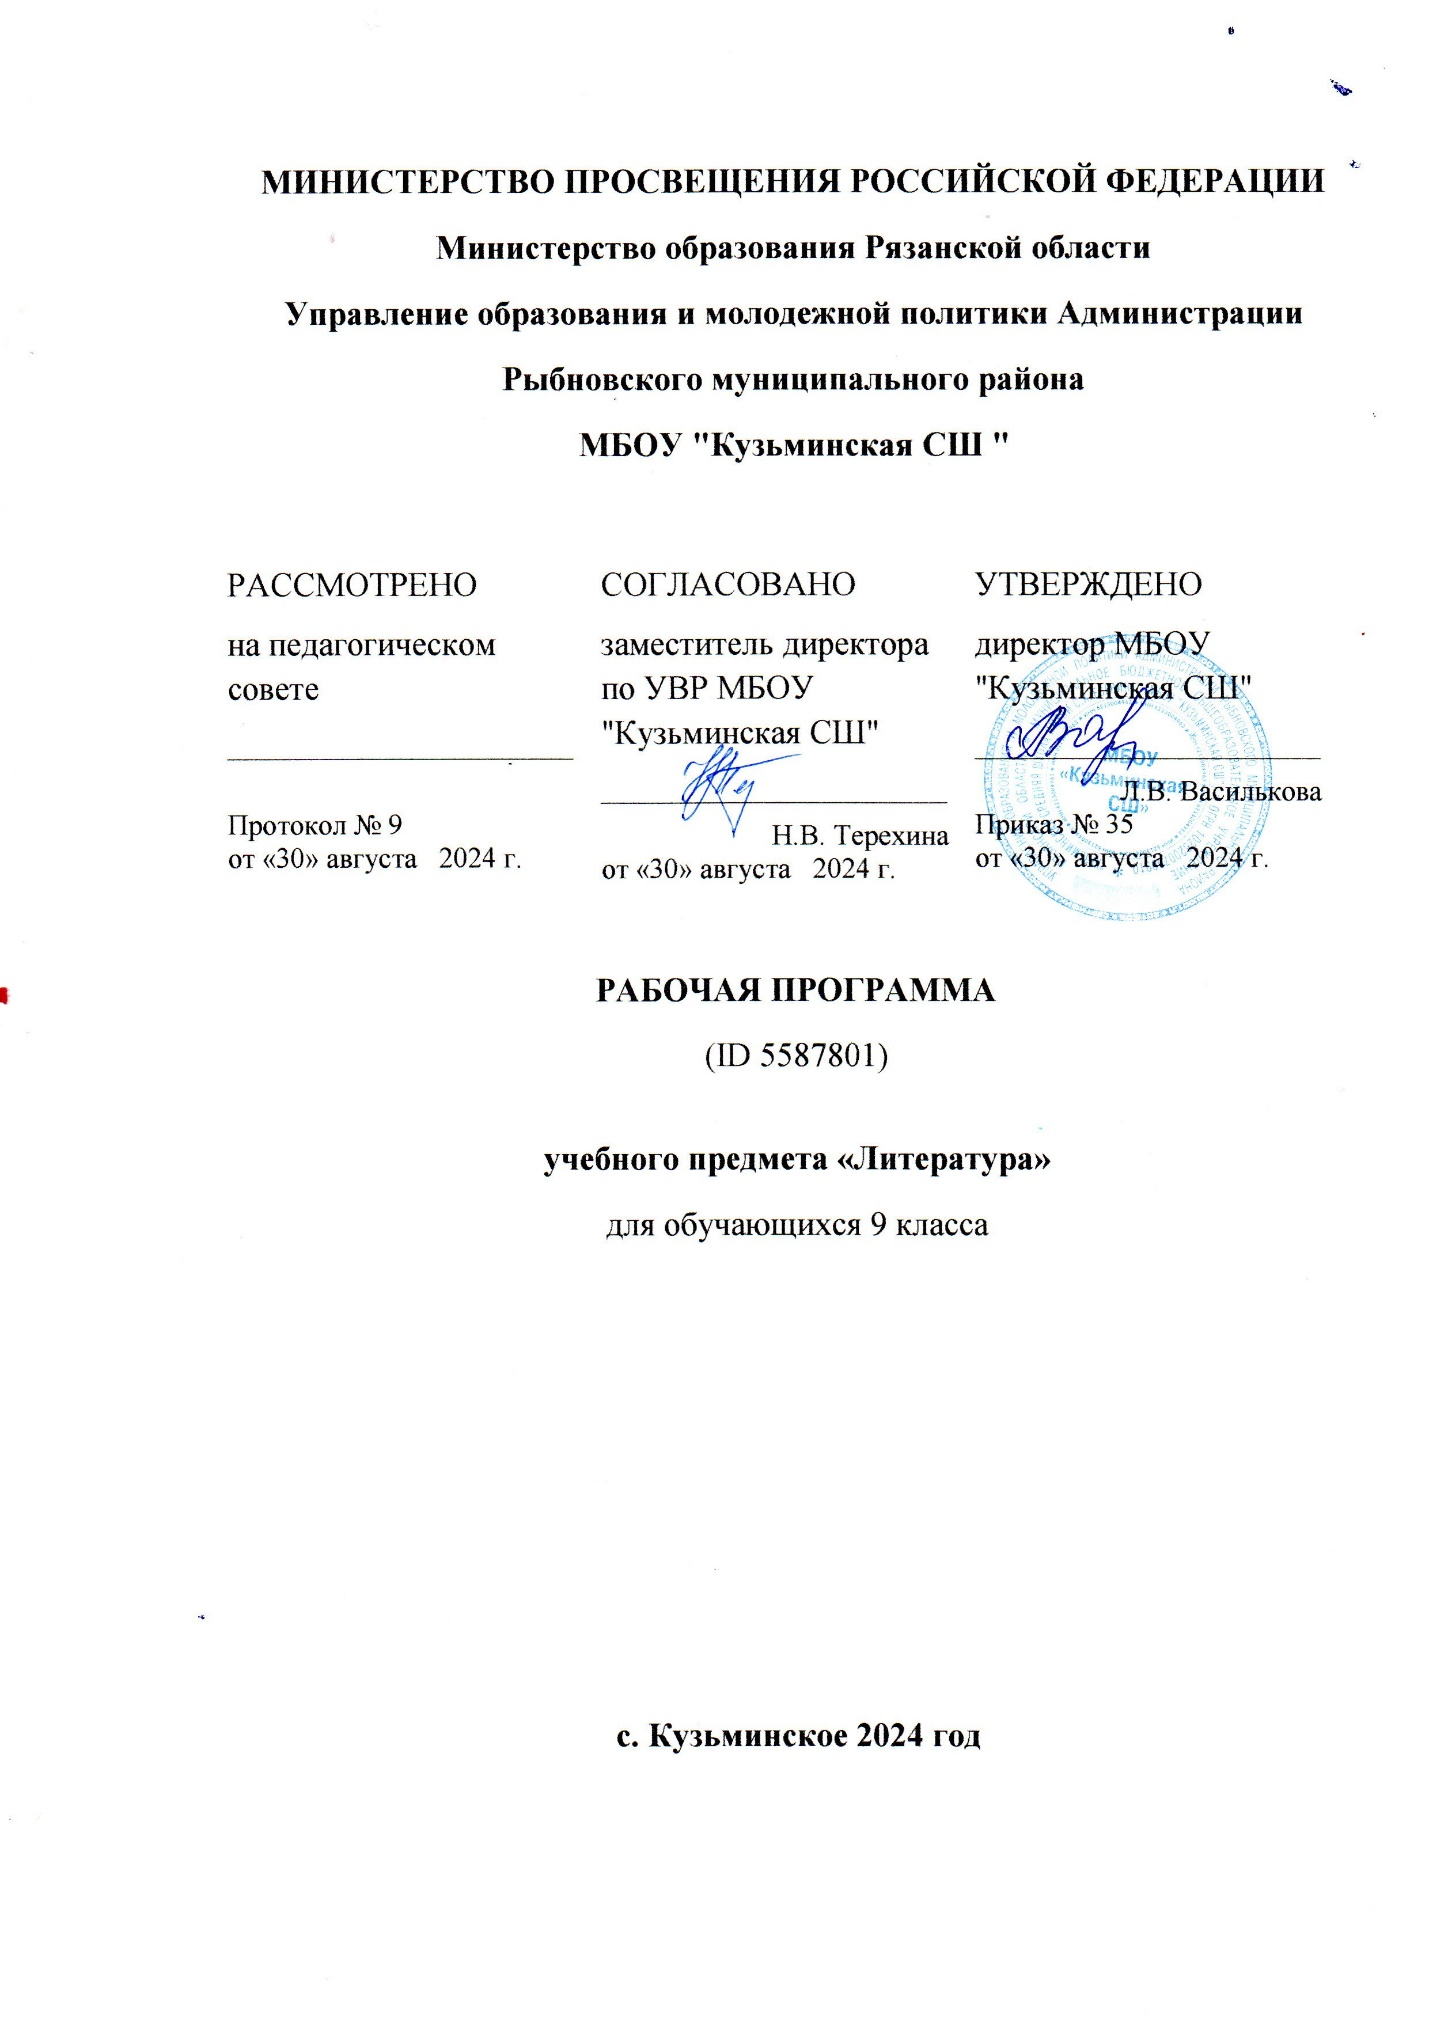 МИНИСТЕРСТВО ПРОСВЕЩЕНИЯ РОССИЙСКОЙ ФЕДЕРАЦИИ
Министерство образования Рязанской области
Управление образования и молодежной политики Администрации
Рыбновского муниципального района
МБОУ "Кузьминская СШ "
РАССМОТРЕНО
на педагогическом
совете
Протокол № 9
от «30» августа 2024 г.
СОГЛАСОВАНО
заместитель директора
по УВР МБОУ
"Кузьминская СШ"
Н.В. Терехина
от «30» августа 2024 г.
УТВЕРЖДЕНО
директор МБОУ
"Кузьминская СШ"
Л.В. Василькова
Приказ № 35
от «30» августа 2024 г.
МБОУ
«Кузьминская
СШ»
РАБОЧАЯ ПРОГРАММА
(ID 5587801)
учебного предмета «Литература»
для обучающихся 9 класса
с. Кузьминское 2024 год